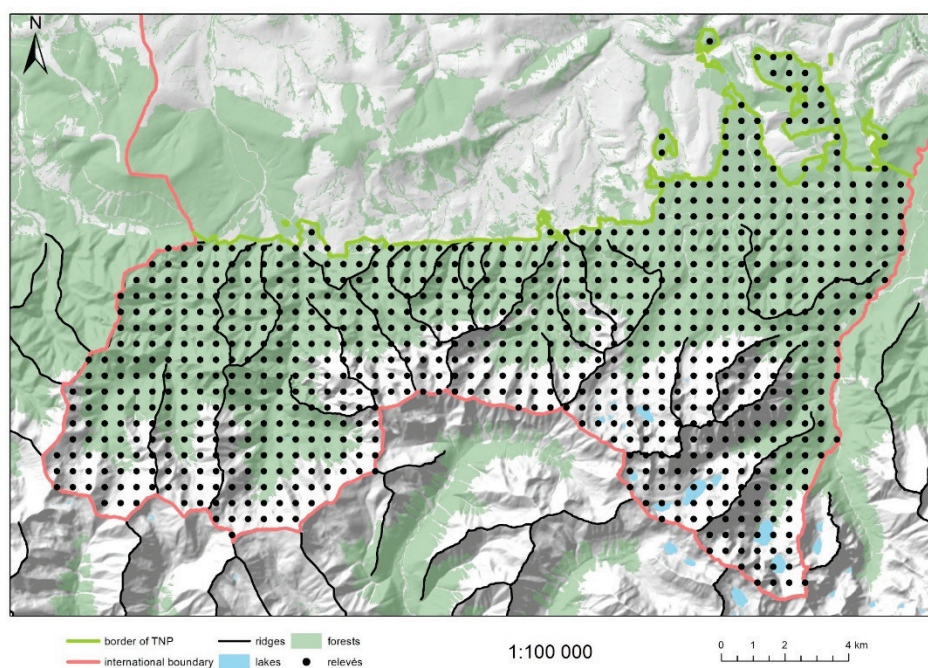 N
border of TNP
ridges
forests
international boundary
lakes
relevés
1:100 000
0 1 2 4 km